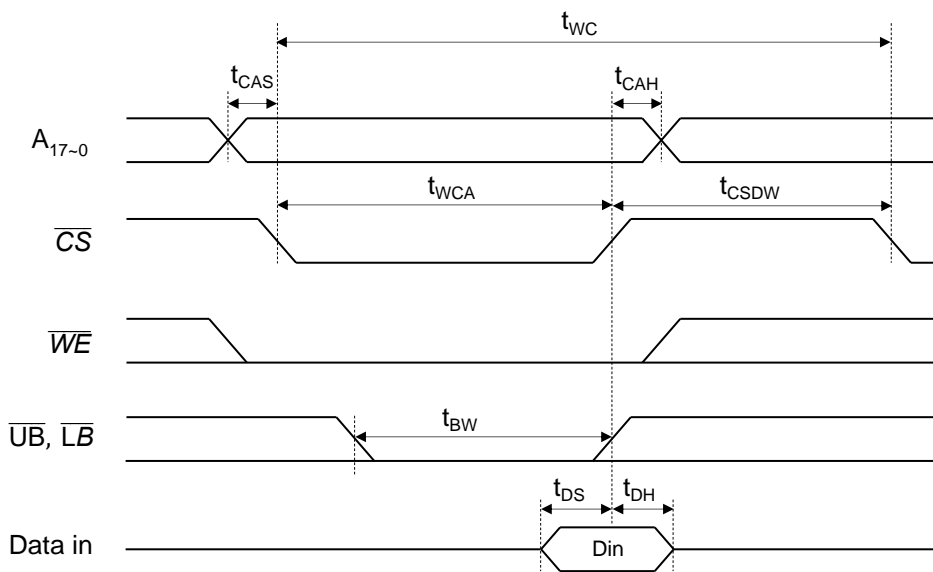 tWC
tCAS
tCAH
A17~0
tWCA
tCSDW
CS
WE
UB, LB
tBW
tDS
tDH
Data in
Din